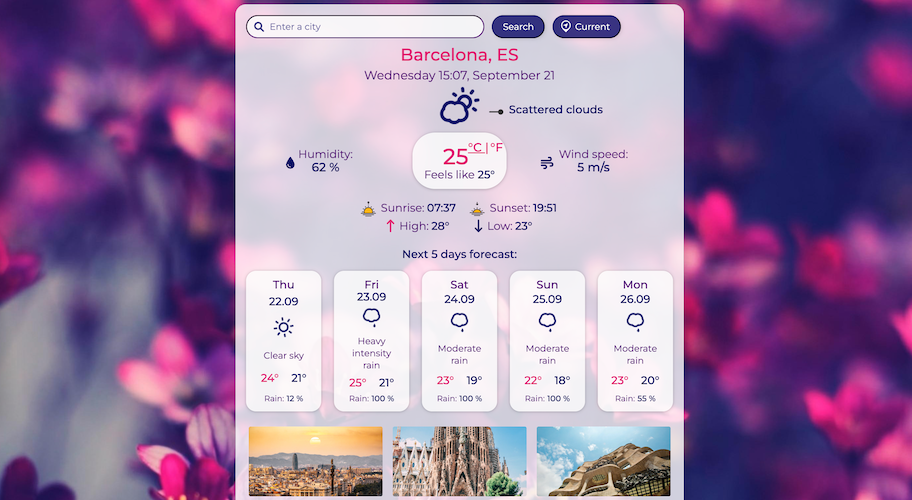 Enter a city
Search
Current
Barcelona, ES
Wednesday 15:07, September 21
Scattered clouds
Humidity:
62 %
25°C | °F
Feels like 25°
Wind speed:
5 m/s
Sunrise: 07:37
Sunset: 19:51
High: 28°
Low: 23°
Next 5 days forecast:
Thu
22.09
Clear sky
24° 21°
Rain: 12 %
Fri
23.09
Heavy
intensity
rain
25° 21°
Rain: 100 %
Sat
24.09
Moderate
rain
23° 19°
Rain: 100 %
Sun
25.09
Moderate
rain
22° 18°
Rain: 100 %
Mon
26.09
Moderate
rain
23° 20°
Rain: 55 %